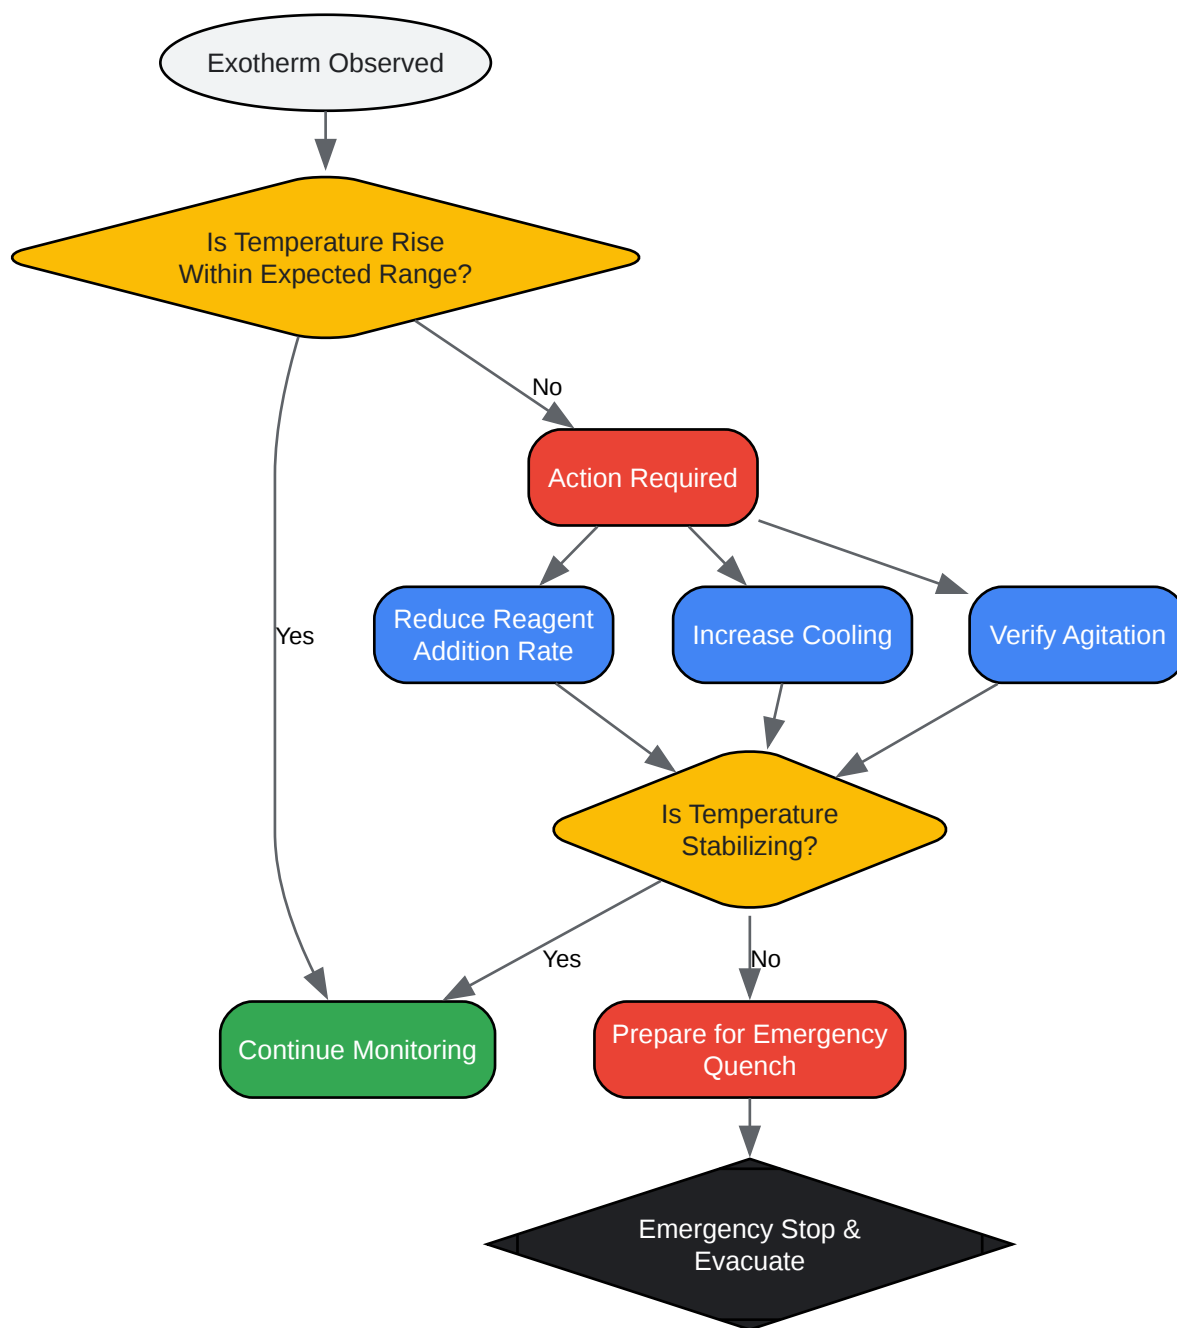 Exotherm Observed
Is Temperature Rise
Within Expected Range?
No
Action Required
Reduce Reagent
Addition Rate
Increase Cooling
Verify Agitation
Yes
Is Temperature
Stabilizing?
Yes
No
Continue Monitoring
Prepare for Emergency
Quench
Emergency Stop &
Evacuate